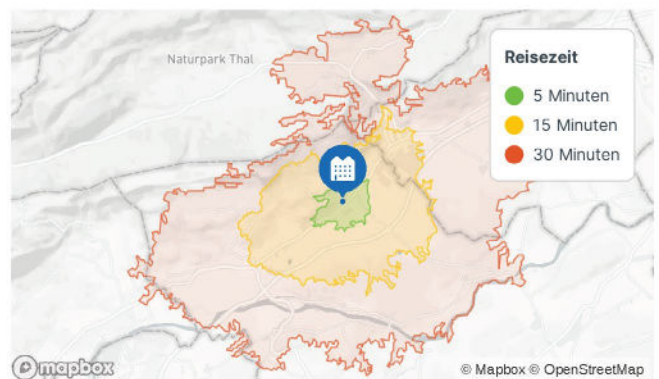 Naturpark Thal
Reisezeit
5 Minuten
15 Minuten
30 Minuten
mapbox
© Mapbox © OpenStreetMap